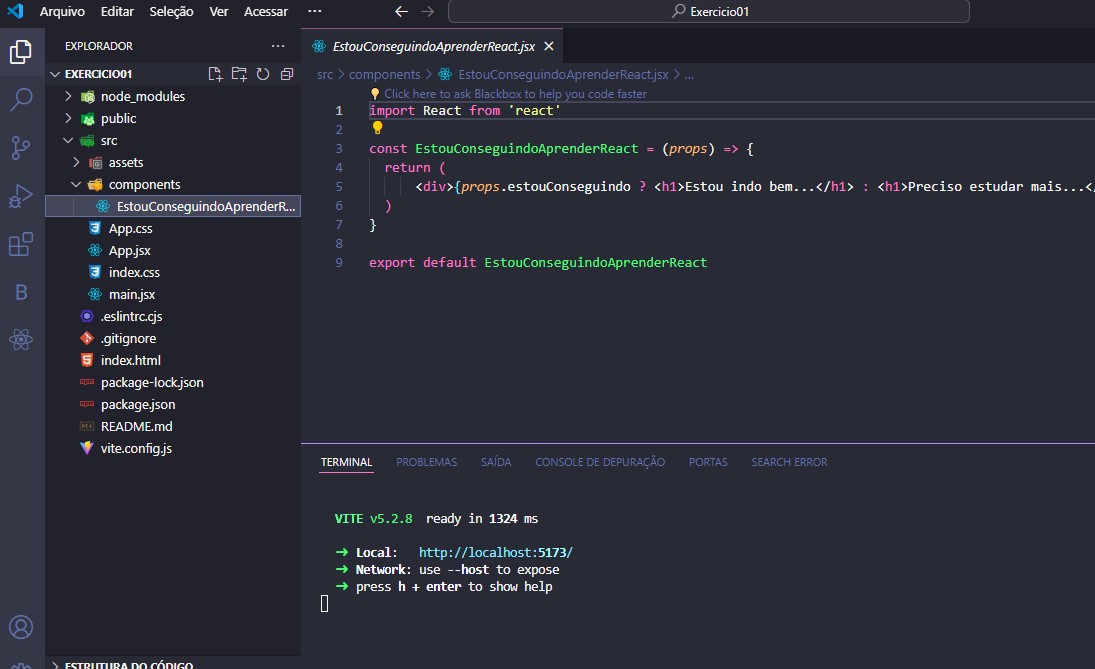 Arquivo Editar Seleção Ver Acessar ··· Exercicio01
EXPLORADOR ···
EXERCICIO01
node_modules
public
src
assets
components
EstouConseguindoAprenderR...
App.css
App.jsx
index.css
main.jsx
.eslintrc.cjs
.gitignore
index.html
package-lock.json
package.json
README.md
vite.config.js
ESTRUTURA DO CÓDIGO
B
EstouConseguindoAprenderReact.jsx
src > components > EstouConseguindoAprenderReact.jsx > ...
Click here to ask Blackbox to help you code faster
1 import React from 'react'
2
3 const EstouConseguindoAprenderReact = (props) => {
4 return (
5 <div>{props.estouConseguindo ? <h1>Estou indo bem...</h1> : <h1>Preciso estudar mais...</
6 )
7 }
8
9 export default EstouConseguindoAprenderReact
TERMINAL PROBLEMAS SAÍDA CONSOLE DE DEPURAÇÃO PORTAS SEARCH ERROR
VITE v5.2.8 ready in 1324 ms
➜ Local: http://localhost:5173/
➜ Network: use --host to expose
➜ press h + enter to show help